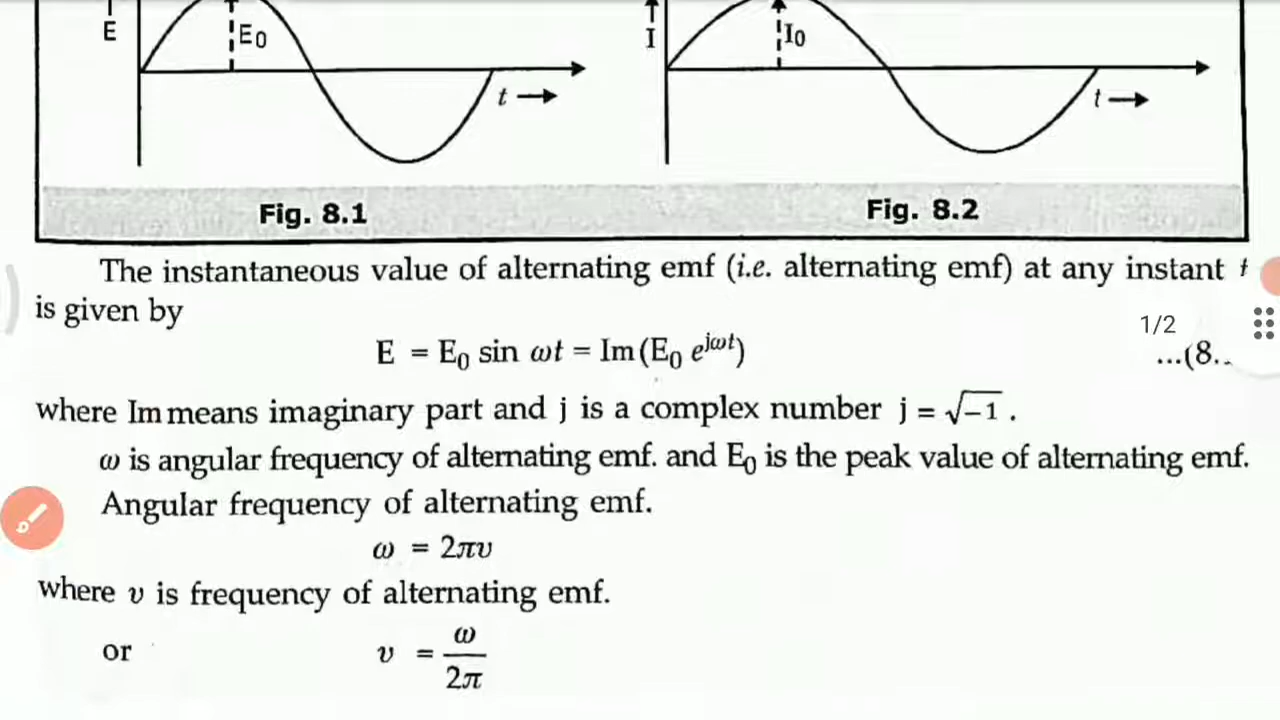 E
E₀
t
Fig. 8.1
I
I₀
t
Fig. 8.2
The instantaneous value of alternating emf (i.e. alternating emf) at any instant t
is given by
1/2
E = E₀ sin ωt = Im (E₀ e^{jωt})
...(8..
where Im means imaginary part and j is a complex number j = √-1 .
ω is angular frequency of alternating emf. and E₀ is the peak value of alternating emf.
Angular frequency of alternating emf.
ω = 2πυ
where υ is frequency of alternating emf.
or υ = ω/2π